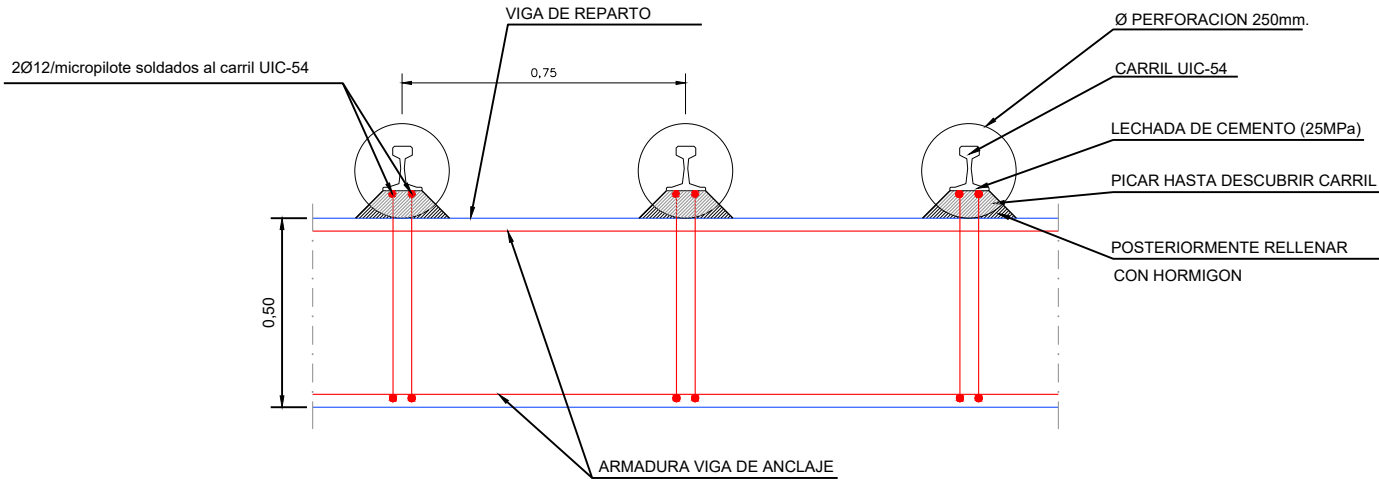 VIGA DE REPARTO
Ø PERFORACION 250mm.
2Ø12/micropilote soldados al carril UIC-54
0,75
CARRIL UIC-54
LECHADA DE CEMENTO (25MPa)
PICAR HASTA DESCUBRIR CARRIL
POSTERIORMENTE RELLENAR
CON HORMIGON
0,50
ARMADURA VIGA DE ANCLAJE